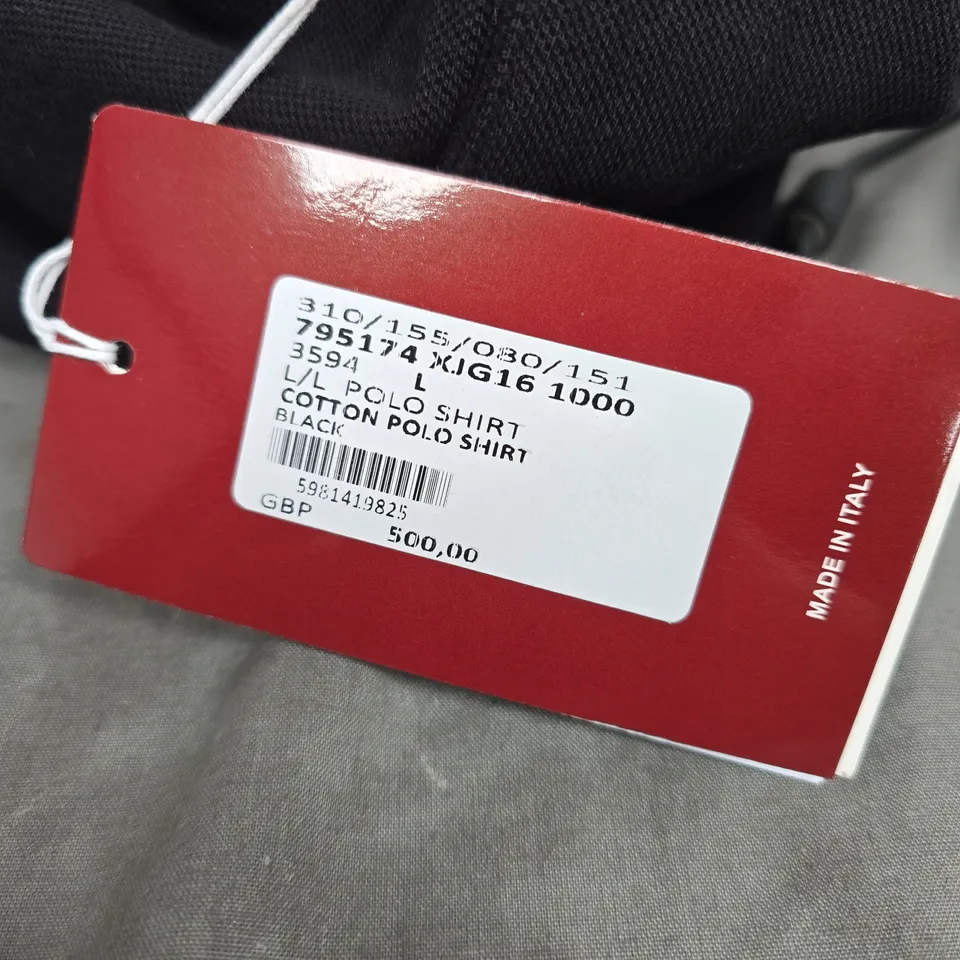 310/155/080/151
795174 XJG16 1000
3594 L
L/L POLO SHIRT
COTTON POLO SHIRT
BLACK
5981419825
GBP 500,00
MADE IN ITALY